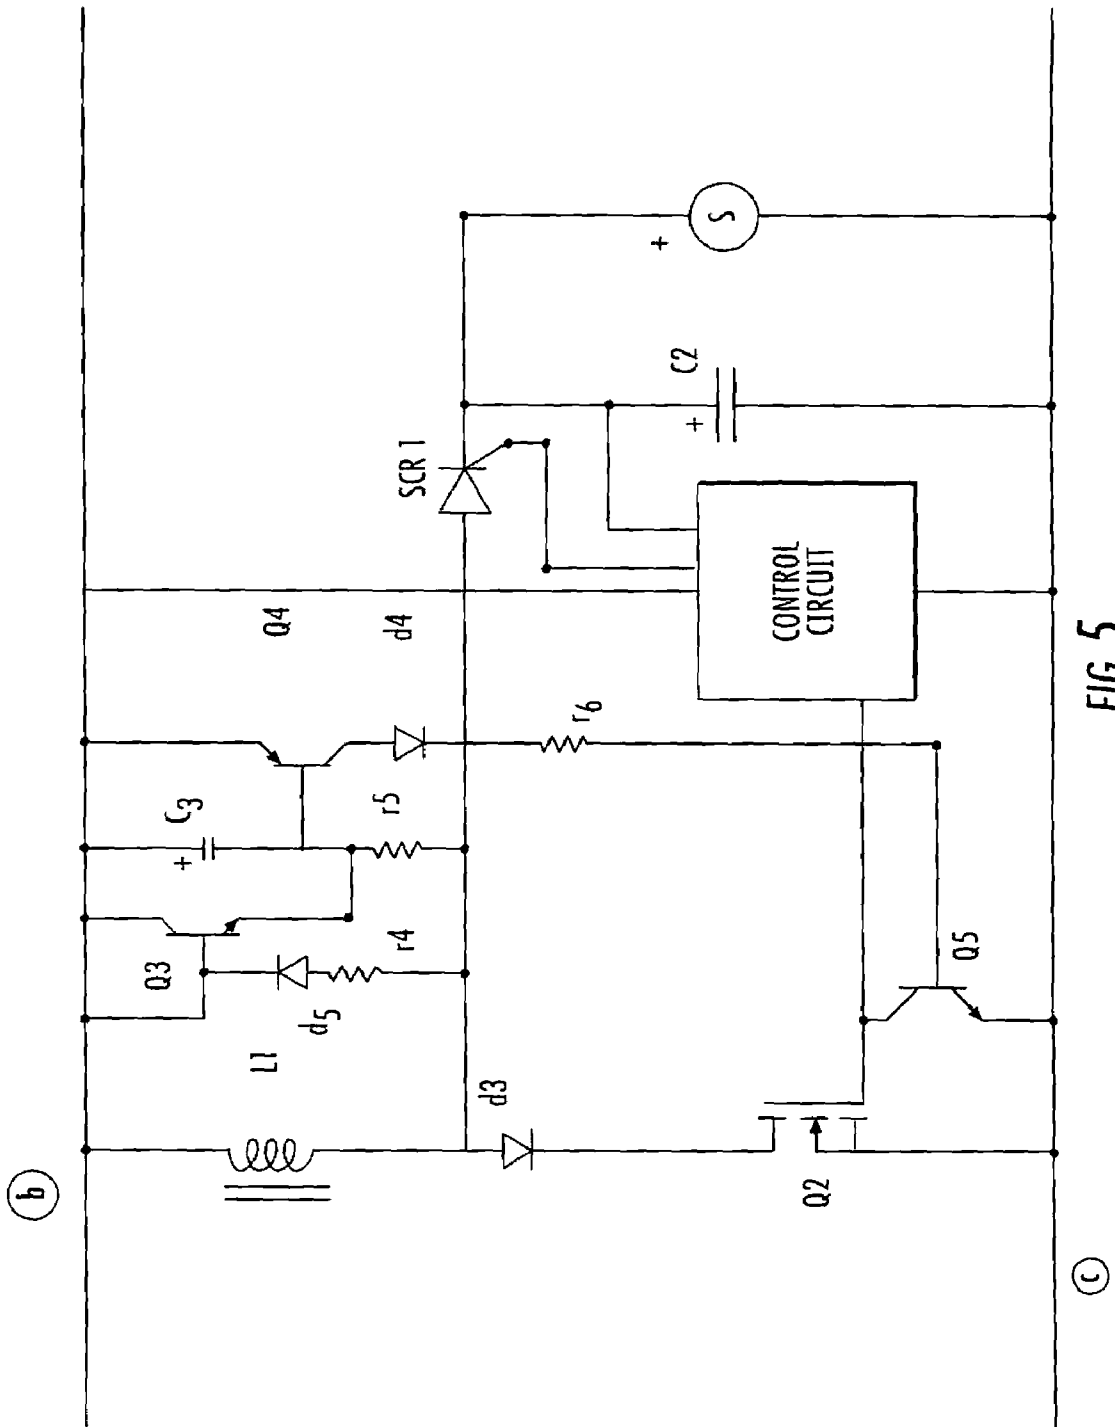 b
L1
Q3
d5
r4
C3
+
r5
Q4
d4
r6
SCR 1
d3
Q2
Q5
CONTROL
CIRCUIT
C2
+
S
+
c
FIG. 5